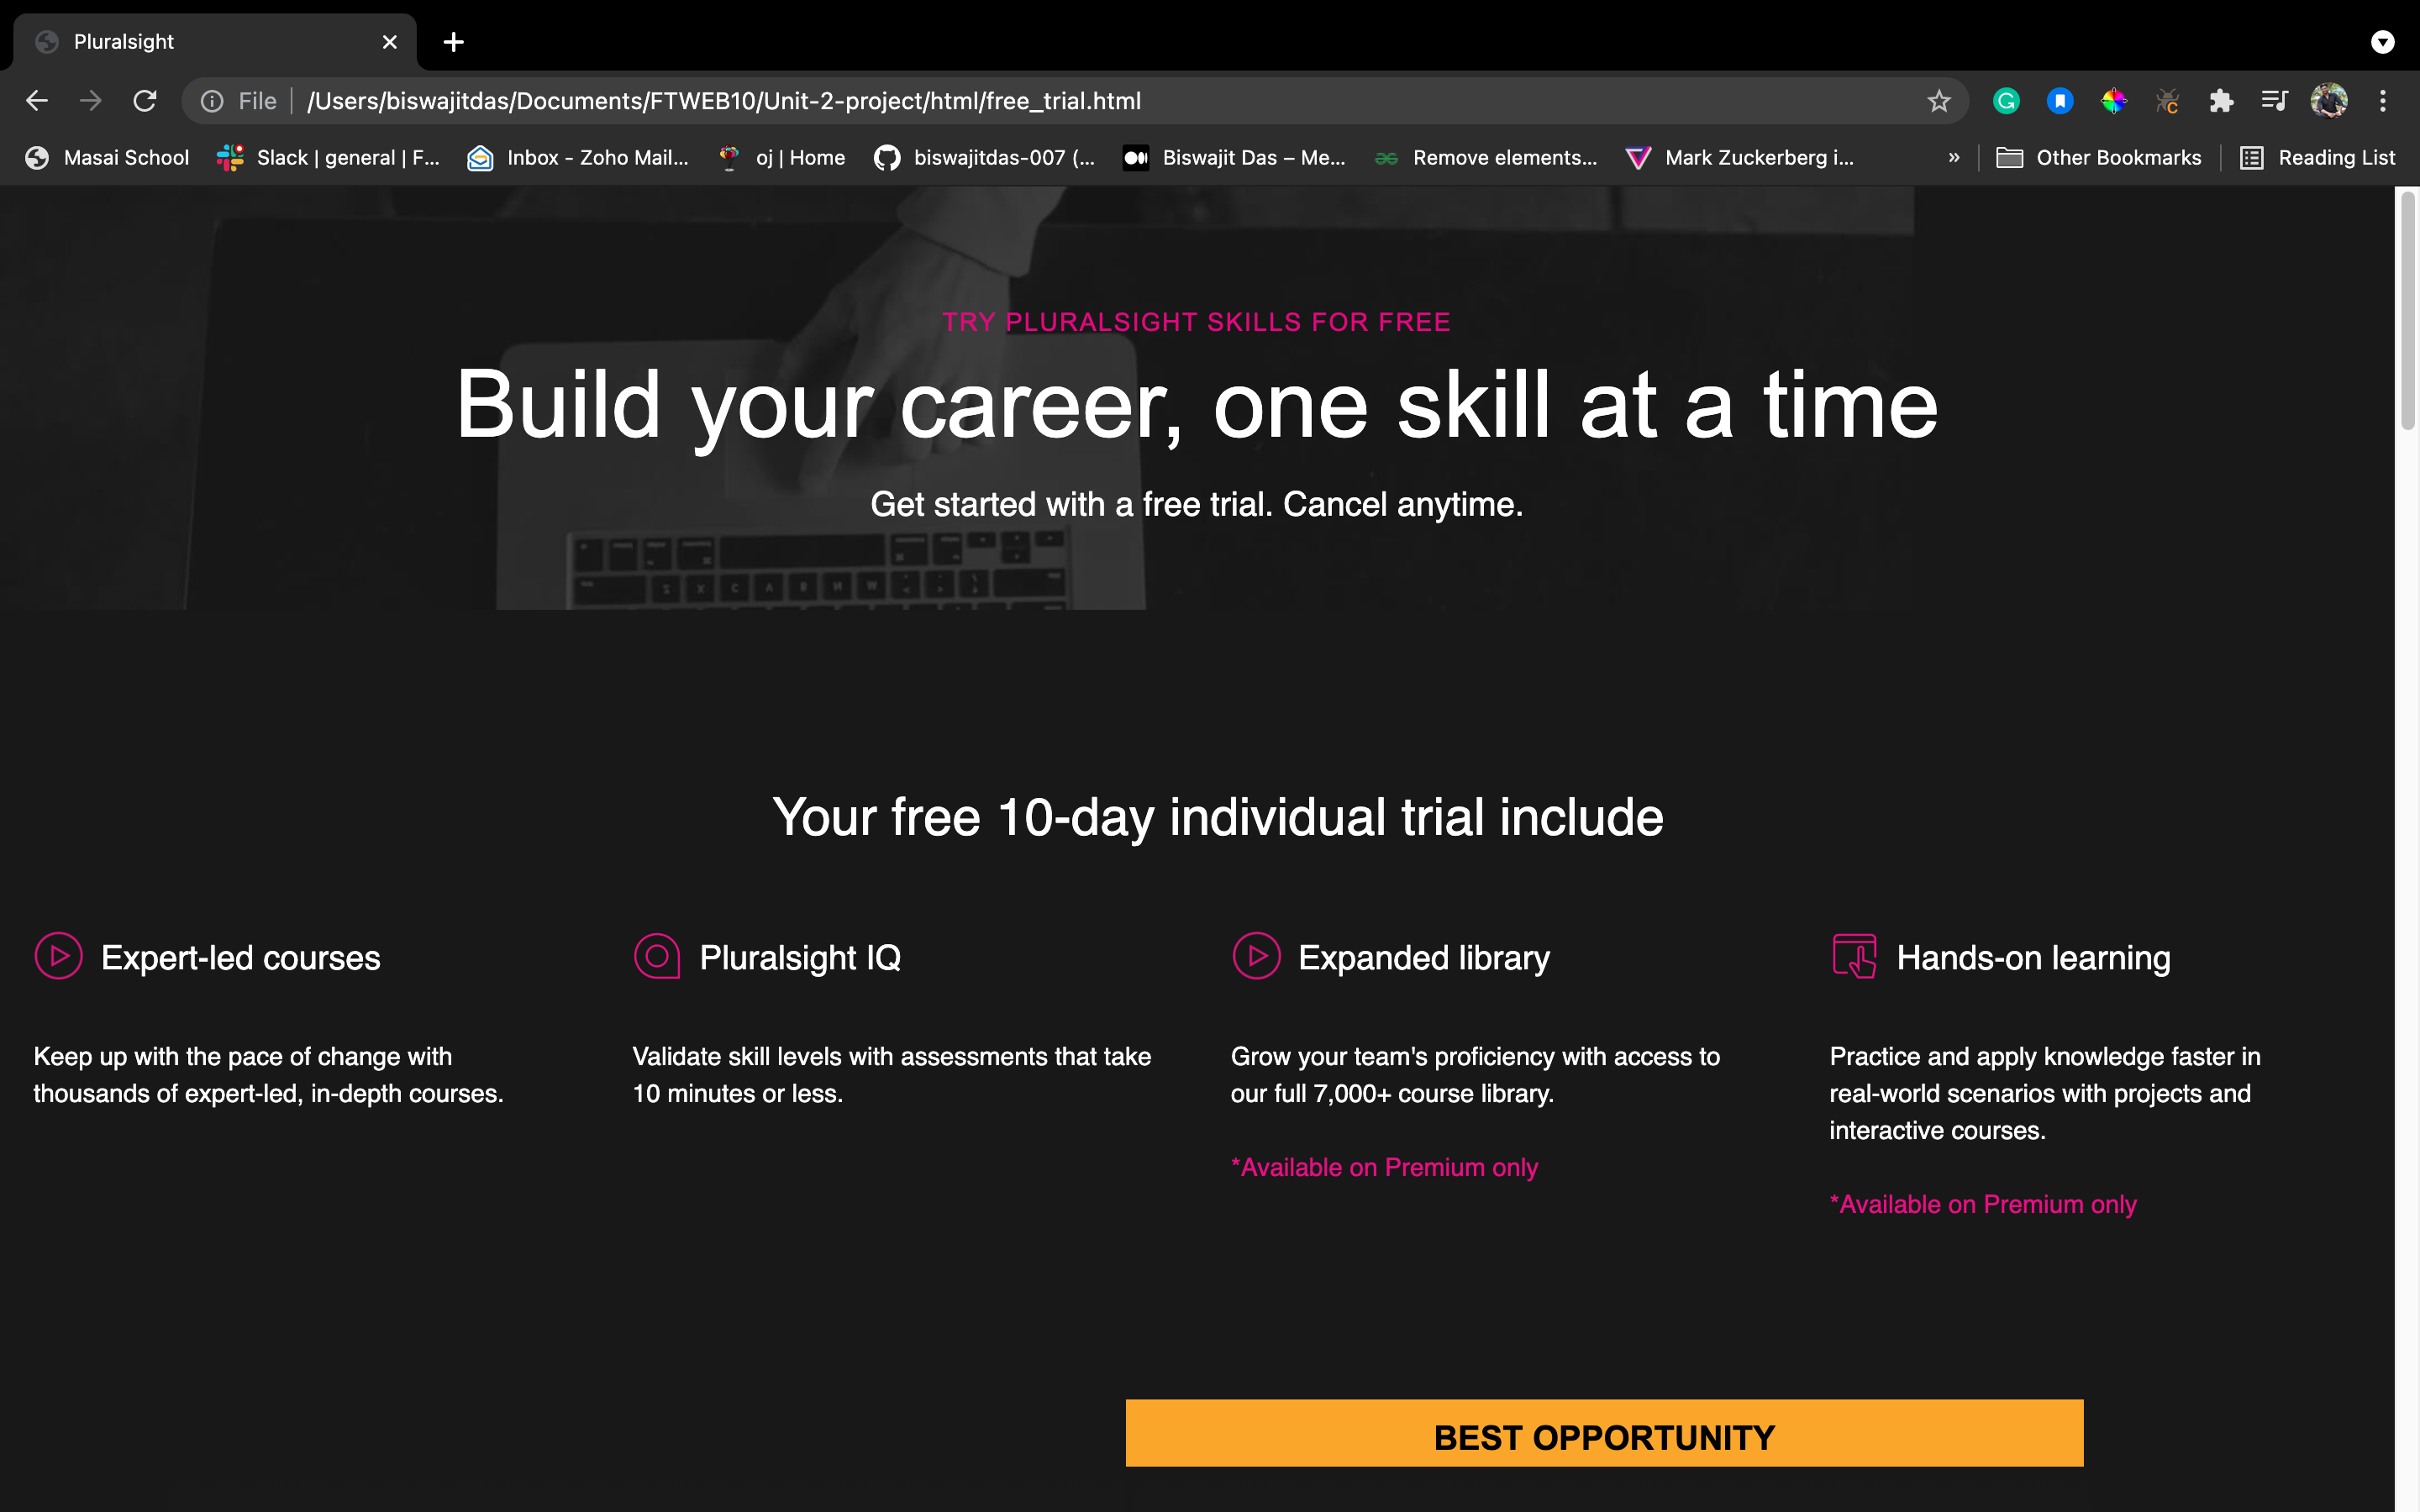 Pluralsight
File /Users/biswajitdas/Documents/FTWEB10/Unit-2-project/html/free_trial.html
Masai School Slack | general | F... Inbox - Zoho Mail... oj | Home biswajitdas-007 (... Biswajit Das – Me... Remove elements... Mark Zuckerberg i... » Other Bookmarks Reading List
TRY PLURALSIGHT SKILLS FOR FREE
Build your career, one skill at a time
Get started with a free trial. Cancel anytime.
Your free 10-day individual trial include
Expert-led courses
Keep up with the pace of change with
thousands of expert-led, in-depth courses.
Pluralsight IQ
Validate skill levels with assessments that take
10 minutes or less.
Expanded library
Grow your team's proficiency with access to
our full 7,000+ course library.
*Available on Premium only
Hands-on learning
Practice and apply knowledge faster in
real-world scenarios with projects and
interactive courses.
*Available on Premium only
BEST OPPORTUNITY